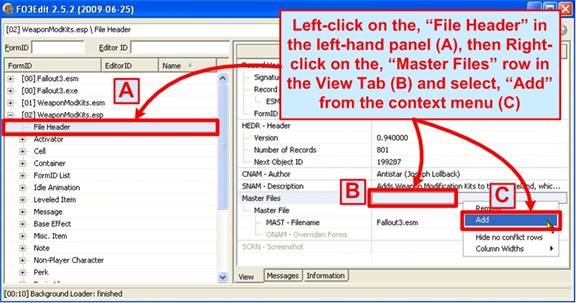 FO3Edit 2.5.2 (2009-06-25)
[02] WeaponModKits.esp \ File Header
FormID
Editor ID
FormID EditorID Name
[00] Fallout3.esm
[00] Fallout3.exe
[01] WeaponModKits.esm
[02] WeaponModKits.esp
File Header
Activator
Cell
Container
FormID List
Idle Animation
Leveled Item
Message
Base Effect
Misc. Item
Note
Non-Player Character
Perk
A
Left-click on the, “File Header” in
the left-hand panel (A), then Right-
click on the, “Master Files” row in
the View Tab (B) and select, “Add”
from the context menu (C)
Record
Signatu
Record
ESM
FormID
HEDR - Header
Version 0.940000
Number of Records 801
Next Object ID 199287
CNAM - Author Antistar (Joseph Lollback)
SNAM - Description Adds Weapon Modification Kits to
Master Files
Master File
MAST - Filename Fallout3.esm
ONAM - Overriden Forms
SCRN - Screenshot
B
C
Add
Hide no conflict rows
Column Widths
View Messages Information
[00:10] Background Loader: finished